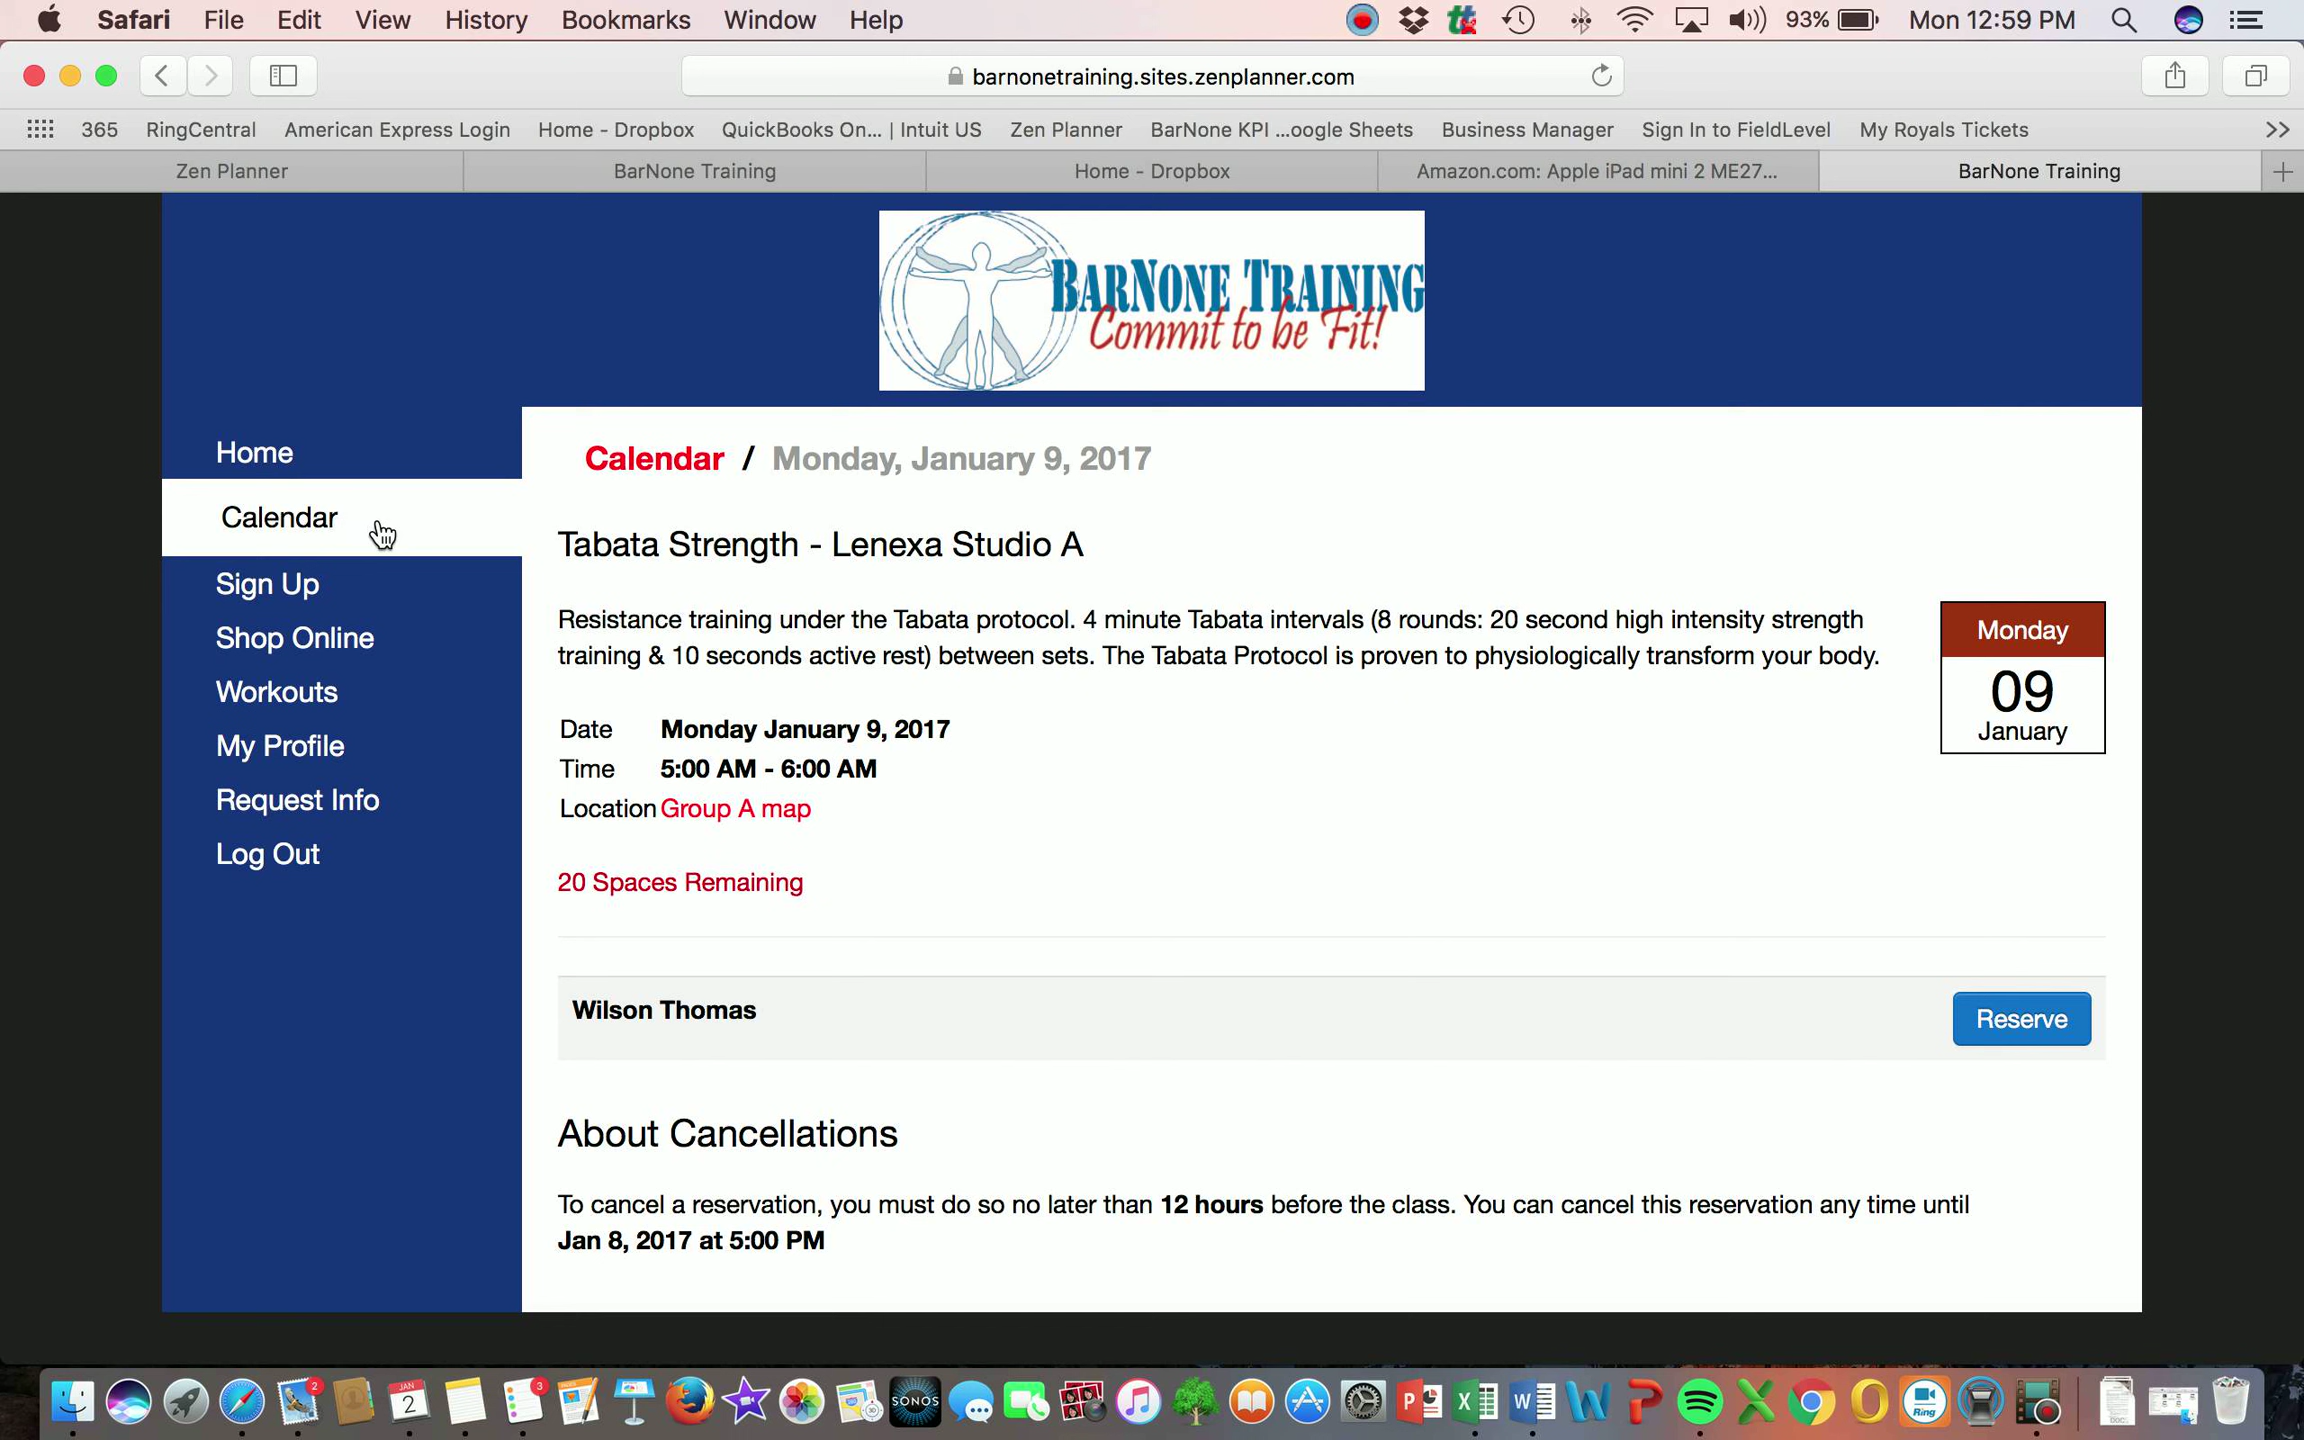 Safari File Edit View History Bookmarks Window Help 93% Mon 12:59 PM
barnonetraining.sites.zenplanner.com
365 RingCentral American Express Login Home - Dropbox QuickBooks On... | Intuit US Zen Planner BarNone KPI ...oogle Sheets Business Manager Sign In to FieldLevel My Royals Tickets
Zen Planner BarNone Training Home - Dropbox Amazon.com: Apple iPad mini 2 ME27... BarNone Training
BARNONE TRAINING
Commit to be Fit!
Home
Calendar
Sign Up
Shop Online
Workouts
My Profile
Request Info
Log Out
Calendar / Monday, January 9, 2017
Tabata Strength - Lenexa Studio A
Resistance training under the Tabata protocol. 4 minute Tabata intervals (8 rounds: 20 second high intensity strength
training & 10 seconds active rest) between sets. The Tabata Protocol is proven to physiologically transform your body.
Monday
09
January
Date Monday January 9, 2017
Time 5:00 AM - 6:00 AM
Location Group A map
20 Spaces Remaining
Wilson Thomas Reserve
About Cancellations
To cancel a reservation, you must do so no later than 12 hours before the class. You can cancel this reservation any time until
Jan 8, 2017 at 5:00 PM
2 JAN 2 3 SONOS Ring